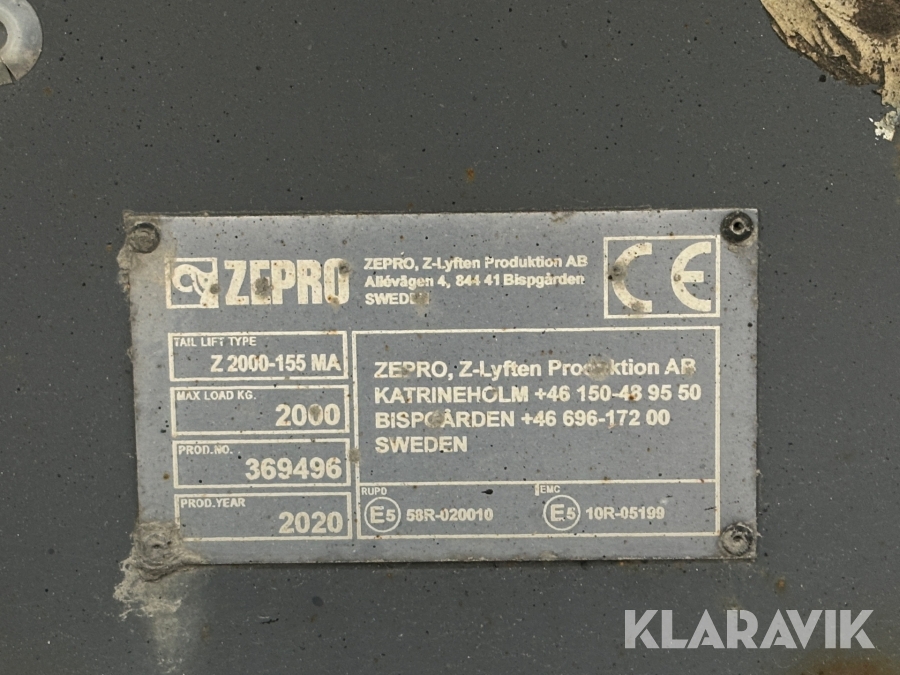 ZEPRO
ZEPRO, Z-Lyften Produktion AB
Allévägen 4, 844 41 Bispgården
SWEDEN
CE
TAIL LIFT TYPE
Z 2000-155 MA
MAX LOAD KG.
2000
PROD.NO.
369496
PROD.YEAR
2020
ZEPRO, Z-Lyften Produktion AB
KATRINEHOLM +46 150-48 95 50
BISPGÅRDEN +46 696-172 00
SWEDEN
RUPD
E5 58R-020010
EMC
E5 10R-05199
KLARAVIK